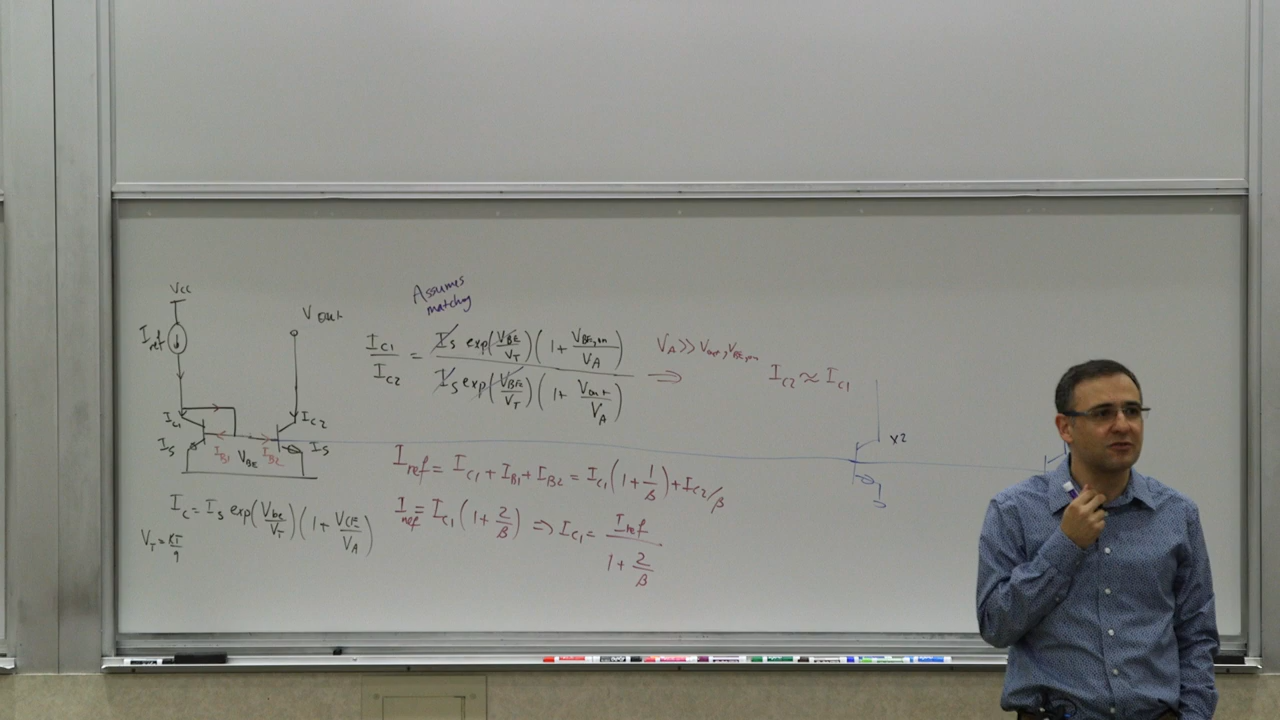 Vcc
Iref
Vout
Ic1
Ic2
Is
Is
IB1
VBE
IB2
Ic = Is exp(Vbe/VT)(1 + VCE/VA)
VT = KT/q
Assumes
matching
IC1/IC2 = Is exp(VBE/VT)(1 + VBE,on/VA) / Is exp(VBE/VT)(1 + Vout/VA)
VA >> Vout, VBE,on
⇒ IC2 ≈ IC1
Iref = IC1 + IB1 + IB2 = IC1(1 + 1/β) + IC2/β
Iref = IC1(1 + 2/β) ⇒ IC1 = Iref / 1 + 2/β
x2